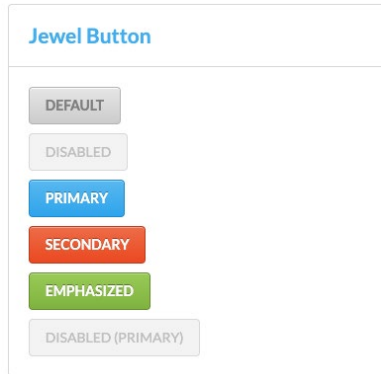 Jewel Button
DEFAULT
DISABLED
PRIMARY
SECONDARY
EMPHASIZED
DISABLED (PRIMARY)